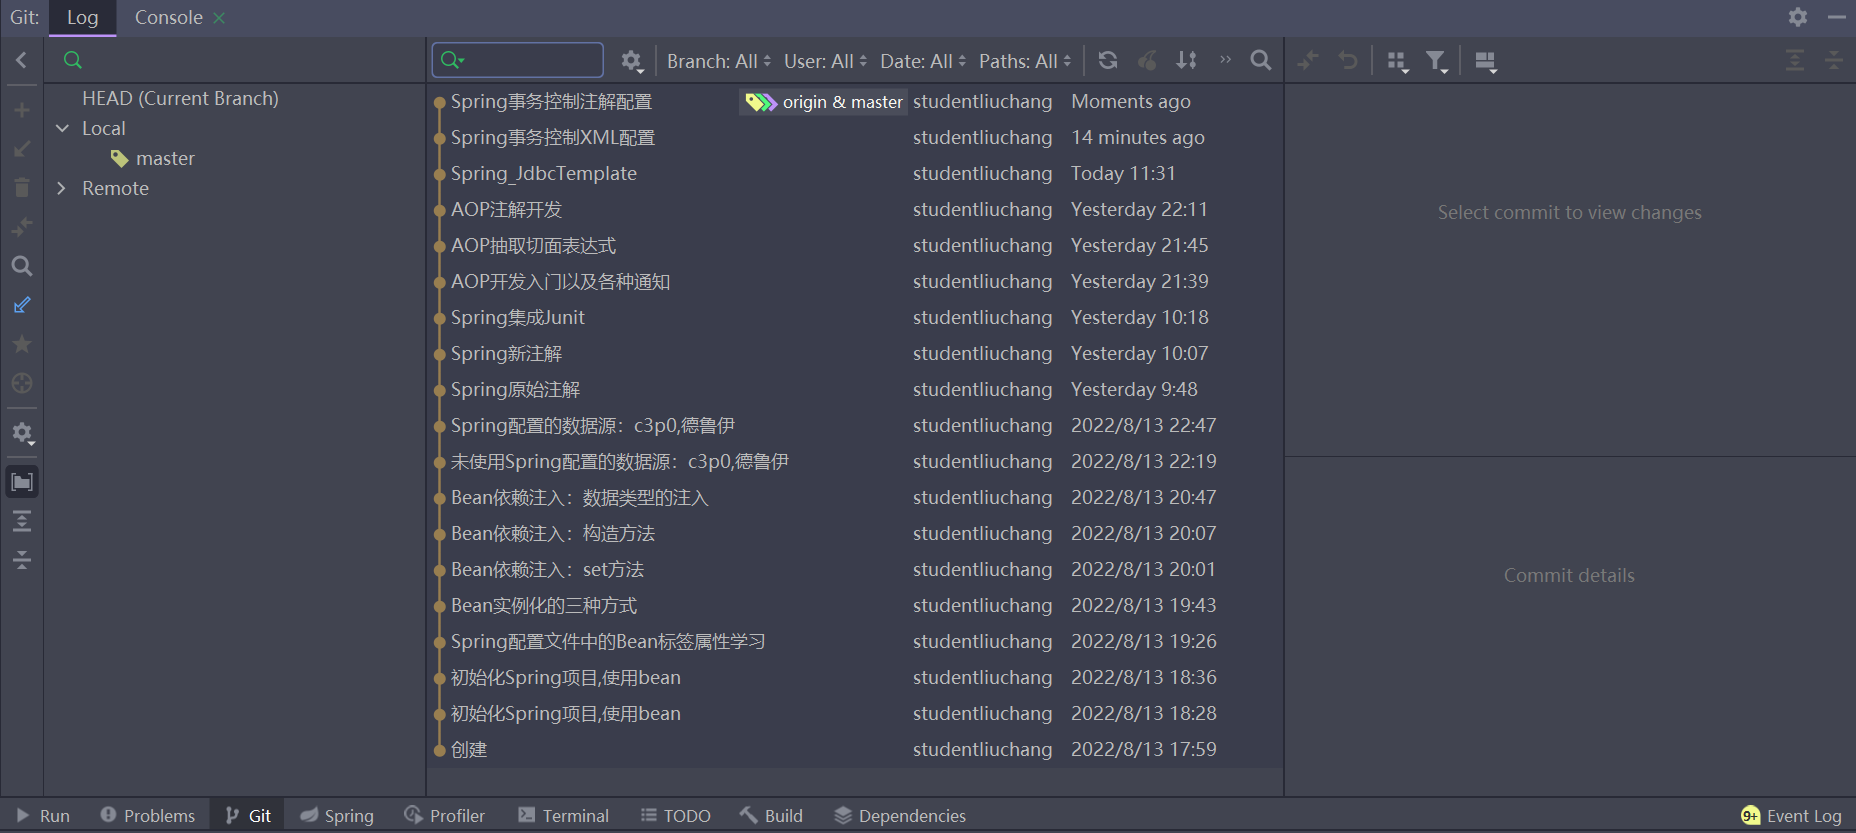 Git: Log Console
Branch: All User: All Date: All Paths: All
HEAD (Current Branch)
Local
master
Remote
Spring事务控制注解配置 origin & master studentliuchang Moments ago
Spring事务控制XML配置 studentliuchang 14 minutes ago
Spring_JdbcTemplate studentliuchang Today 11:31
AOP注解开发 studentliuchang Yesterday 22:11
AOP抽取切面表达式 studentliuchang Yesterday 21:45
AOP开发入门以及各种通知 studentliuchang Yesterday 21:39
Spring集成Junit studentliuchang Yesterday 10:18
Spring新注解 studentliuchang Yesterday 10:07
Spring原始注解 studentliuchang Yesterday 9:48
Spring配置的数据源：c3p0,德鲁伊 studentliuchang 2022/8/13 22:47
未使用Spring配置的数据源：c3p0,德鲁伊 studentliuchang 2022/8/13 22:19
Bean依赖注入：数据类型的注入 studentliuchang 2022/8/13 20:47
Bean依赖注入：构造方法 studentliuchang 2022/8/13 20:07
Bean依赖注入：set方法 studentliuchang 2022/8/13 20:01
Bean实例化的三种方式 studentliuchang 2022/8/13 19:43
Spring配置文件中的Bean标签属性学习 studentliuchang 2022/8/13 19:26
初始化Spring项目,使用bean studentliuchang 2022/8/13 18:36
初始化Spring项目,使用bean studentliuchang 2022/8/13 18:28
创建 studentliuchang 2022/8/13 17:59
Select commit to view changes
Commit details
Run Problems Git Spring Profiler Terminal TODO Build Dependencies 9+ Event Log